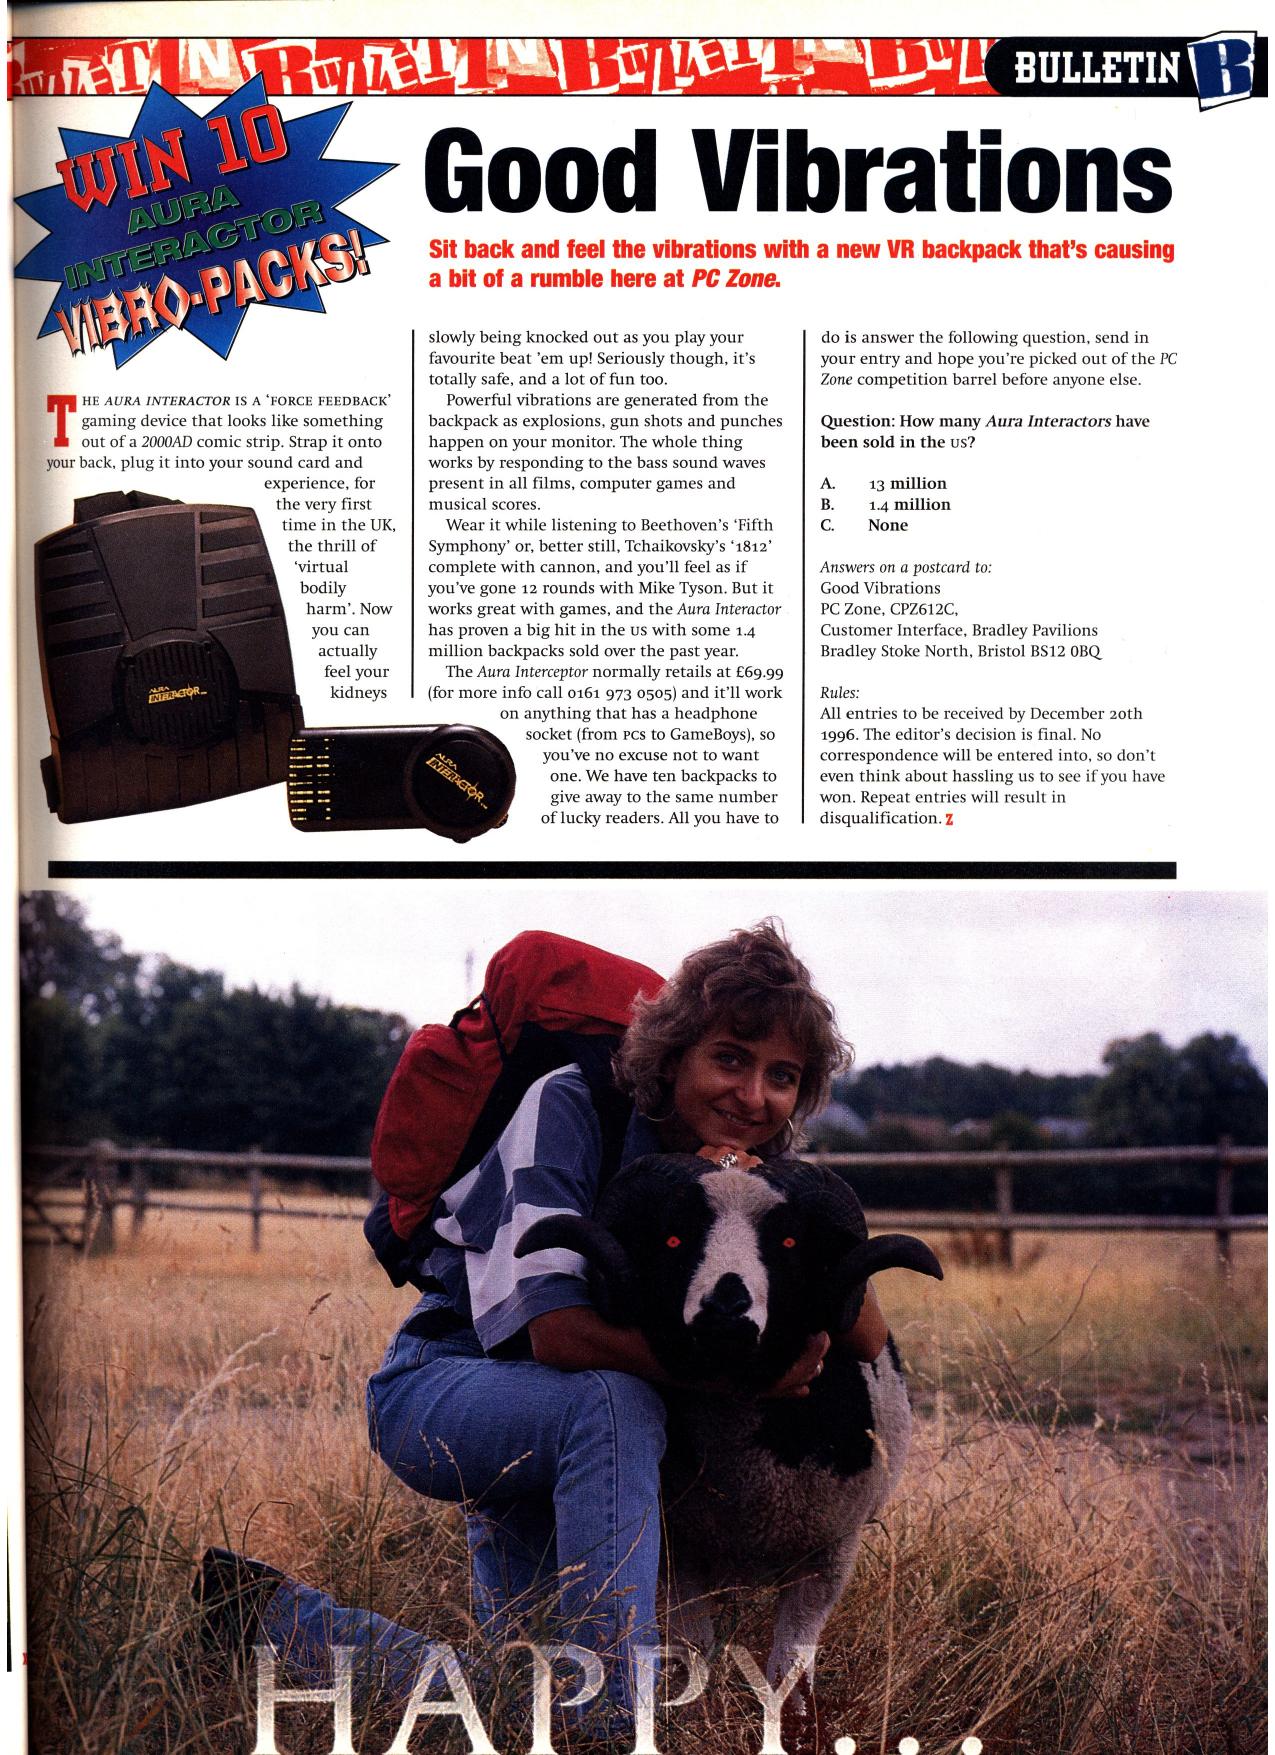 BULLETIN B
WIN 10
AURA
INTERACTOR
VIBRO-PACKS!
Good Vibrations
Sit back and feel the vibrations with a new VR backpack that's causing
a bit of a rumble here at PC Zone.
THE AURA INTERACTOR IS A 'FORCE FEEDBACK'
gaming device that looks like something
out of a 2000AD comic strip. Strap it onto
your back, plug it into your sound card and
experience, for
the very first
time in the UK,
the thrill of
'virtual
bodily
harm'. Now
you can
actually
feel your
kidneys
slowly being knocked out as you play your
favourite beat 'em up! Seriously though, it's
totally safe, and a lot of fun too.
Powerful vibrations are generated from the
backpack as explosions, gun shots and punches
happen on your monitor. The whole thing
works by responding to the bass sound waves
present in all films, computer games and
musical scores.
Wear it while listening to Beethoven's 'Fifth
Symphony' or, better still, Tchaikovsky's '1812'
complete with cannon, and you'll feel as if
you've gone 12 rounds with Mike Tyson. But it
works great with games, and the Aura Interactor
has proven a big hit in the US with some 1.4
million backpacks sold over the past year.
The Aura Interceptor normally retails at £69.99
(for more info call 0161 973 0505) and it'll work
on anything that has a headphone
socket (from PCs to GameBoys), so
you've no excuse not to want
one. We have ten backpacks to
give away to the same number
of lucky readers. All you have to
do is answer the following question, send in
your entry and hope you're picked out of the PC
Zone competition barrel before anyone else.
Question: How many Aura Interactors have
been sold in the US?
A. 13 million
B. 1.4 million
C. None
Answers on a postcard to:
Good Vibrations
PC Zone, CPZ612C,
Customer Interface, Bradley Pavilions
Bradley Stoke North, Bristol BS12 0BQ
Rules:
All entries to be received by December 20th
1996. The editor's decision is final. No
correspondence will be entered into, so don't
even think about hassling us to see if you have
won. Repeat entries will result in
disqualification. Z
AURA
INTERACTOR
AURA
INTERACTOR
HAPPY...